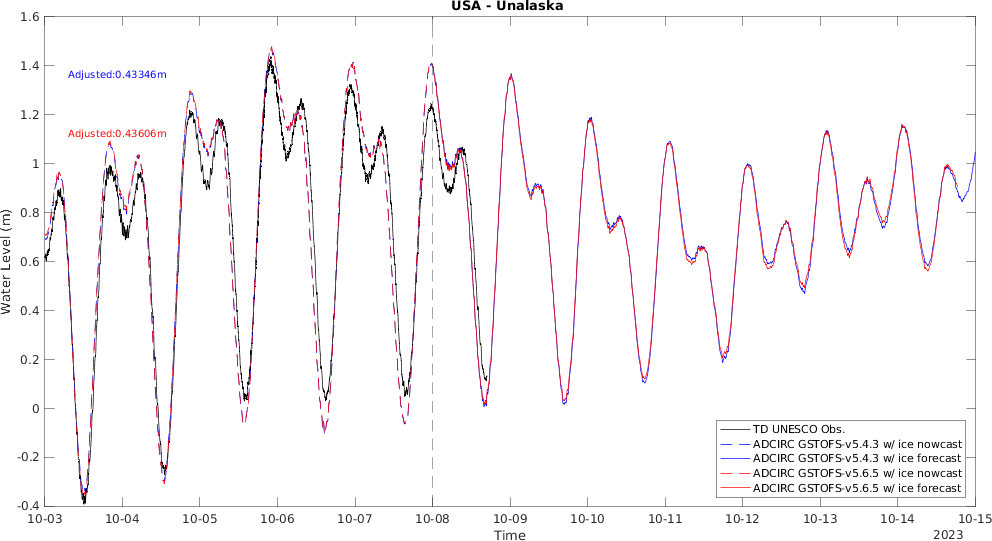 USA - Unalaska
1.6
1.4
1.2
1
0.8
0.6
0.4
0.2
0
-0.2
-0.4
Water Level (m)
Adjusted:0.43346m
Adjusted:0.43606m
TD UNESCO Obs.
ADCIRC GSTOFS-v5.4.3 w/ ice nowcast
ADCIRC GSTOFS-v5.4.3 w/ ice forecast
ADCIRC GSTOFS-v5.6.5 w/ ice nowcast
ADCIRC GSTOFS-v5.6.5 w/ ice forecast
10-03 10-04 10-05 10-06 10-07 10-08 10-09 10-10 10-11 10-12 10-13 10-14 10-15
Time
2023